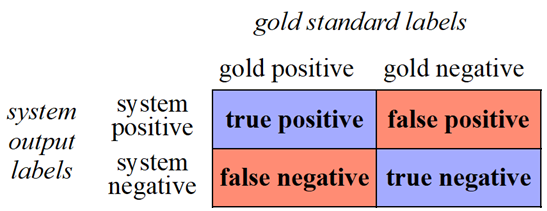 gold standard labels
gold positive gold negative
system output labels
system positive
true positive false positive
system negative
false negative true negative